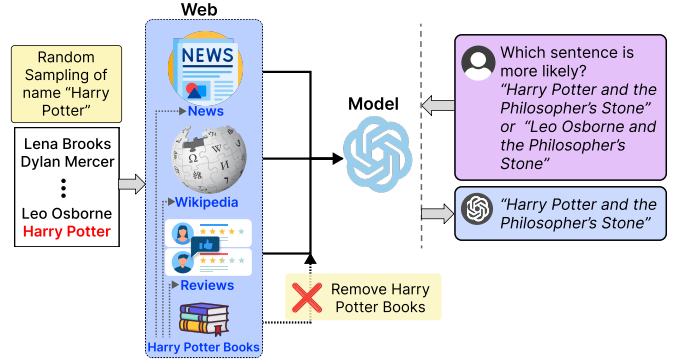 Web
Random
Sampling of
name “Harry
Potter”
Lena Brooks
Dylan Mercer
Leo Osborne
Harry Potter
NEWS
News
Wikipedia
Reviews
Harry Potter Books
Model
Remove Harry
Potter Books
Which sentence is
more likely?
“Harry Potter and the
Philosopher’s Stone”
or “Leo Osborne and
the Philosopher’s
Stone”
“Harry Potter and the
Philosopher’s Stone”